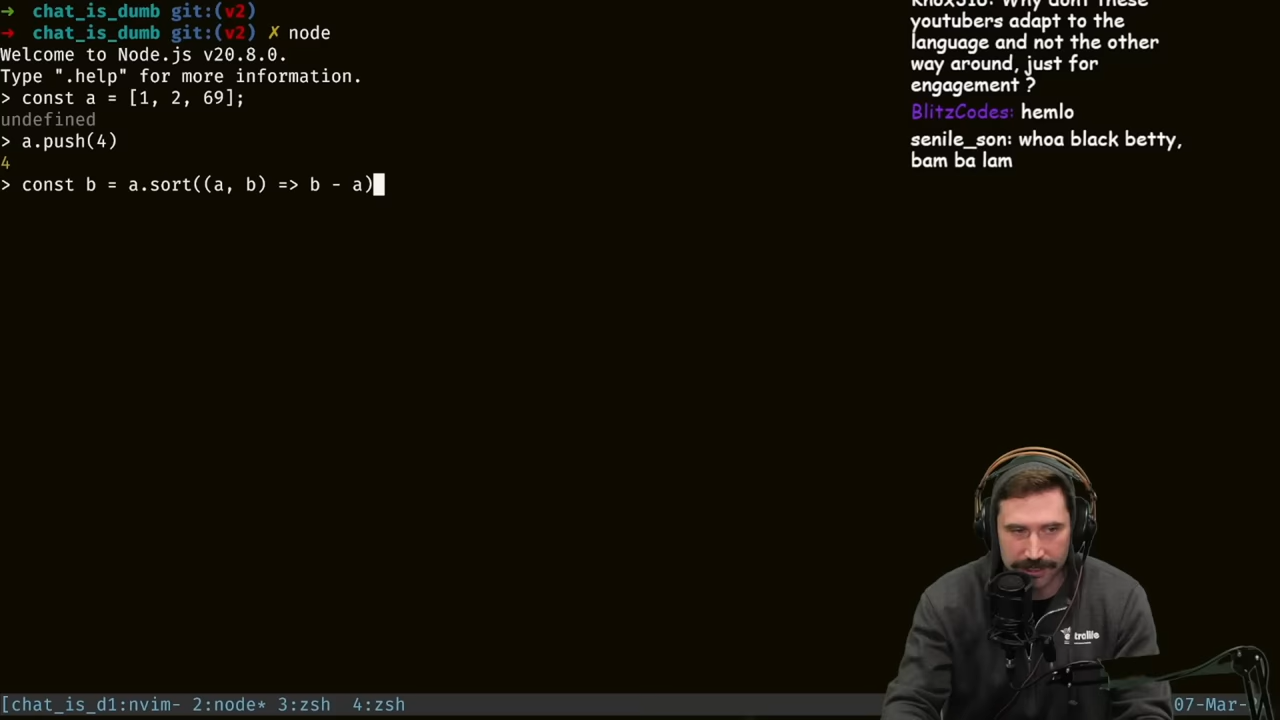 → chat_is_dumb git:(v2)
→ chat_is_dumb git:(v2) ✗ node
Welcome to Node.js v20.8.0.
Type ".help" for more information.
> const a = [1, 2, 69];
undefined
> a.push(4)
4
> const b = a.sort((a, b) => b - a)
Why dont these
youtubers adapt to the
language and not the other
way around, just for
engagement ?
BlitzCodes: hemlo
senile_son: whoa black betty,
bam ba lam
[chat_is_d1:nvim- 2:node* 3:zsh 4:zsh
07-Mar-